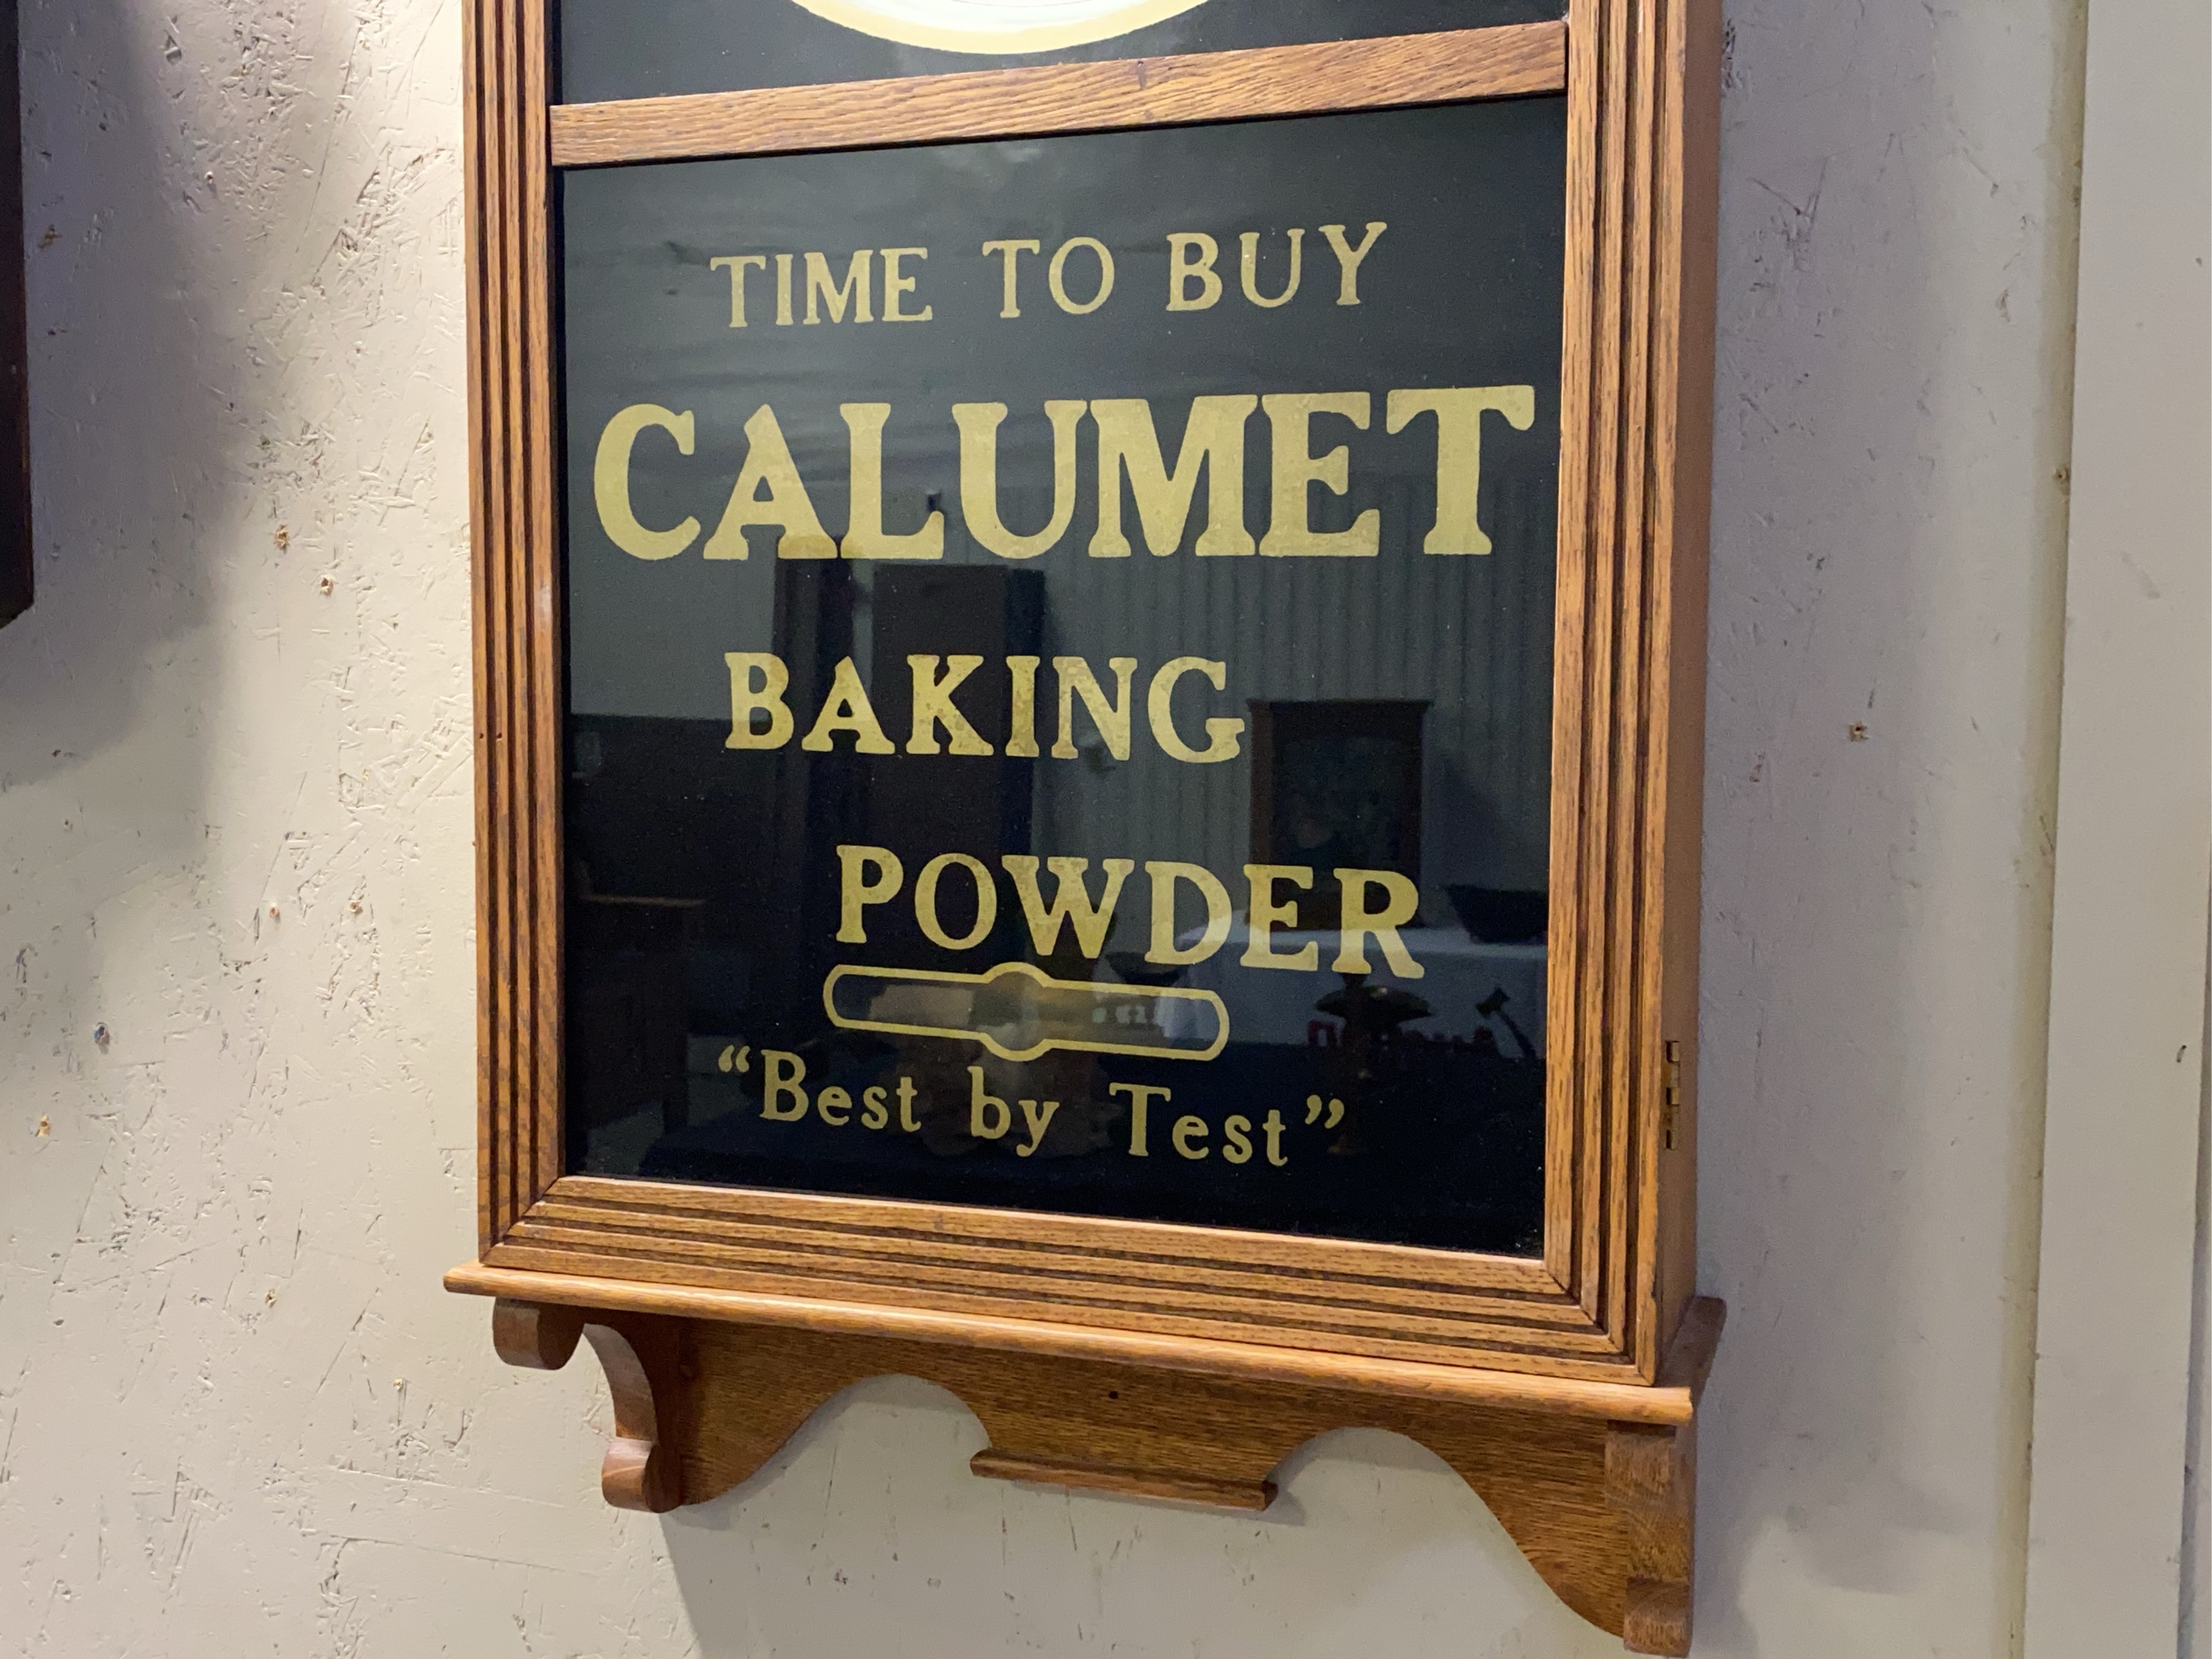 TIME TO BUY
CALUMET
BAKING
POWDER
“Best by Test”